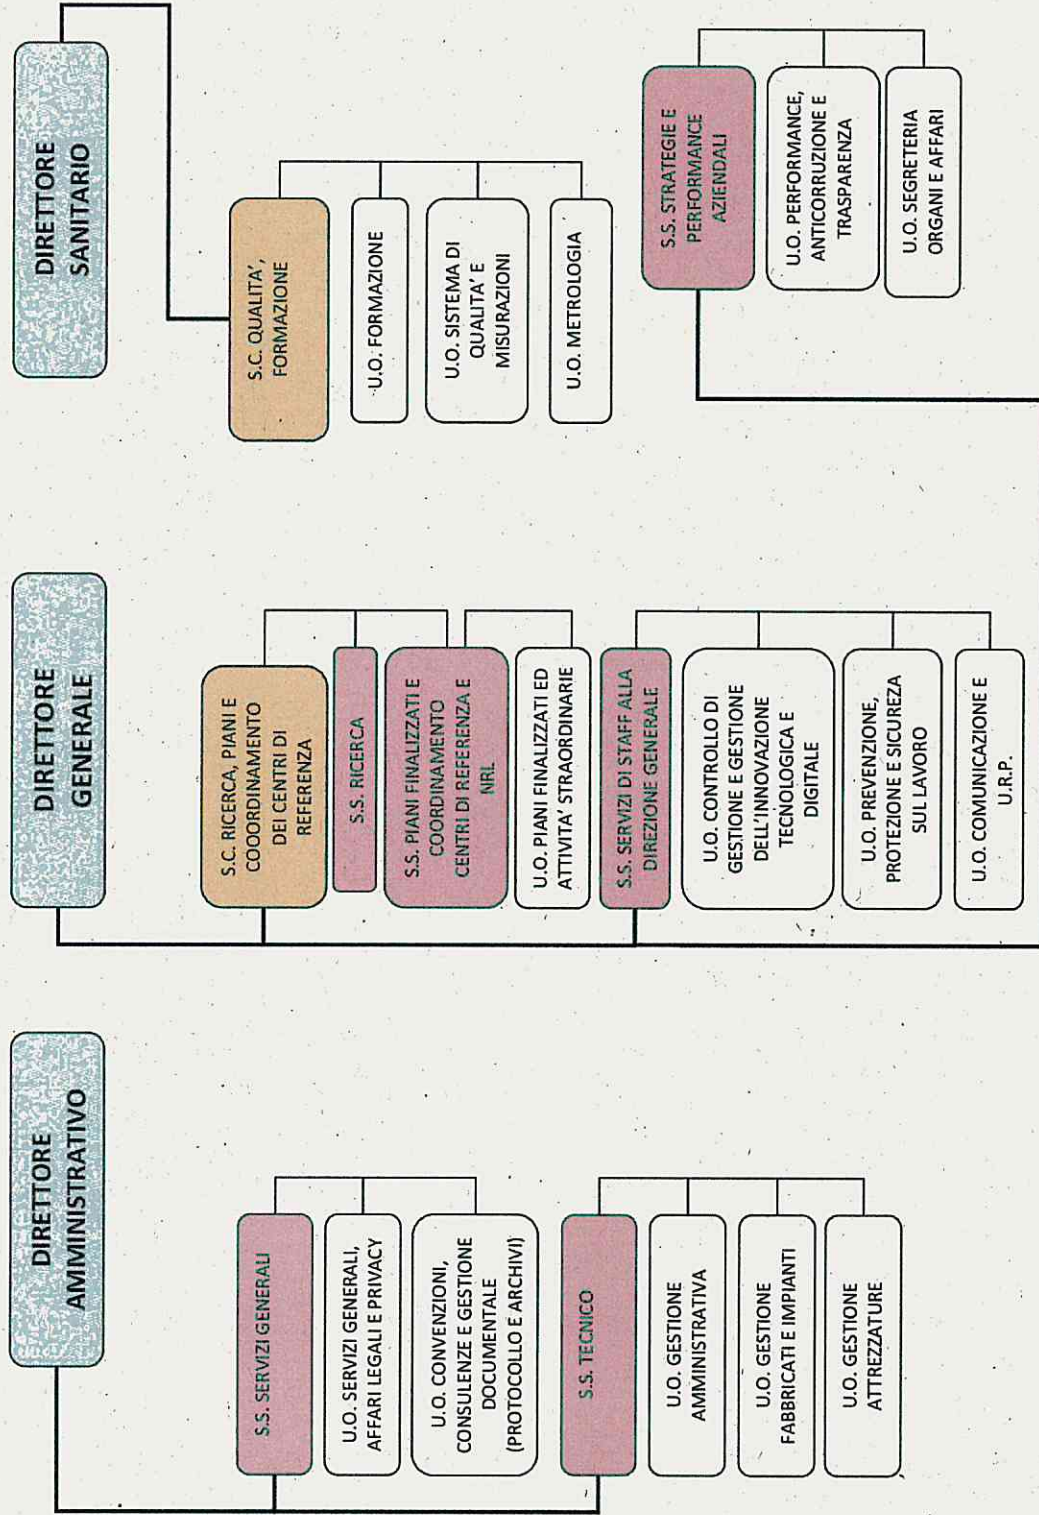 DIRETTORE
AMMINISTRATIVO
S.S. SERVIZI GENERALI
U.O. SERVIZI GENERALI,
AFFARI LEGALI E PRIVACY
U.O. CONVENZIONI,
CONSULENZE E GESTIONE
DOCUMENTALE
(PROTOCOLLO E ARCHIVI)
S.S. TECNICO
U.O. GESTIONE
AMMINISTRATIVA
U.O. GESTIONE
FABBRICATI E IMPIANTI
U.O. GESTIONE
ATTREZZATURE
DIRETTORE
GENERALE
S.C. RICERCA, PIANI E
COOORDINAMENTO
DEI CENTRI DI
REFERENZA
S.S. RICERCA
S.S. PIANI FINALIZZATI E
COORDINAMENTO
CENTRI DI REFERENZA E
NRL
U.O. PIANI FINALIZZATI ED
ATTIVITA' STRAORDINARIE
S.S. SERVIZI DI STAFF ALLA
DIREZIONE GENERALE
U.O. CONTROLLO DI
GESTIONE E GESTIONE
DELL'INNOVAZIONE
TECNOLOGICA E
DIGITALE
U.O. PREVENZIONE,
PROTEZIONE E SICUREZA
SUL LAVORO
U.O. COMUNICAZIONE E
U.R.P.
DIRETTORE
SANITARIO
S.C. QUALITA',
FORMAZIONE
U.O. FORMAZIONE
U.O. SISTEMA DI
QUALITA' E
MISURAZIONI
U.O. METROLOGIA
S.S. STRATEGIE E
PERFORMANCE
AZIENDALI
U.O. PERFORMANCE,
ANTICORRUZIONE E
TRASPARENZA
U.O. SEGRETERIA
ORGANI E AFFARI